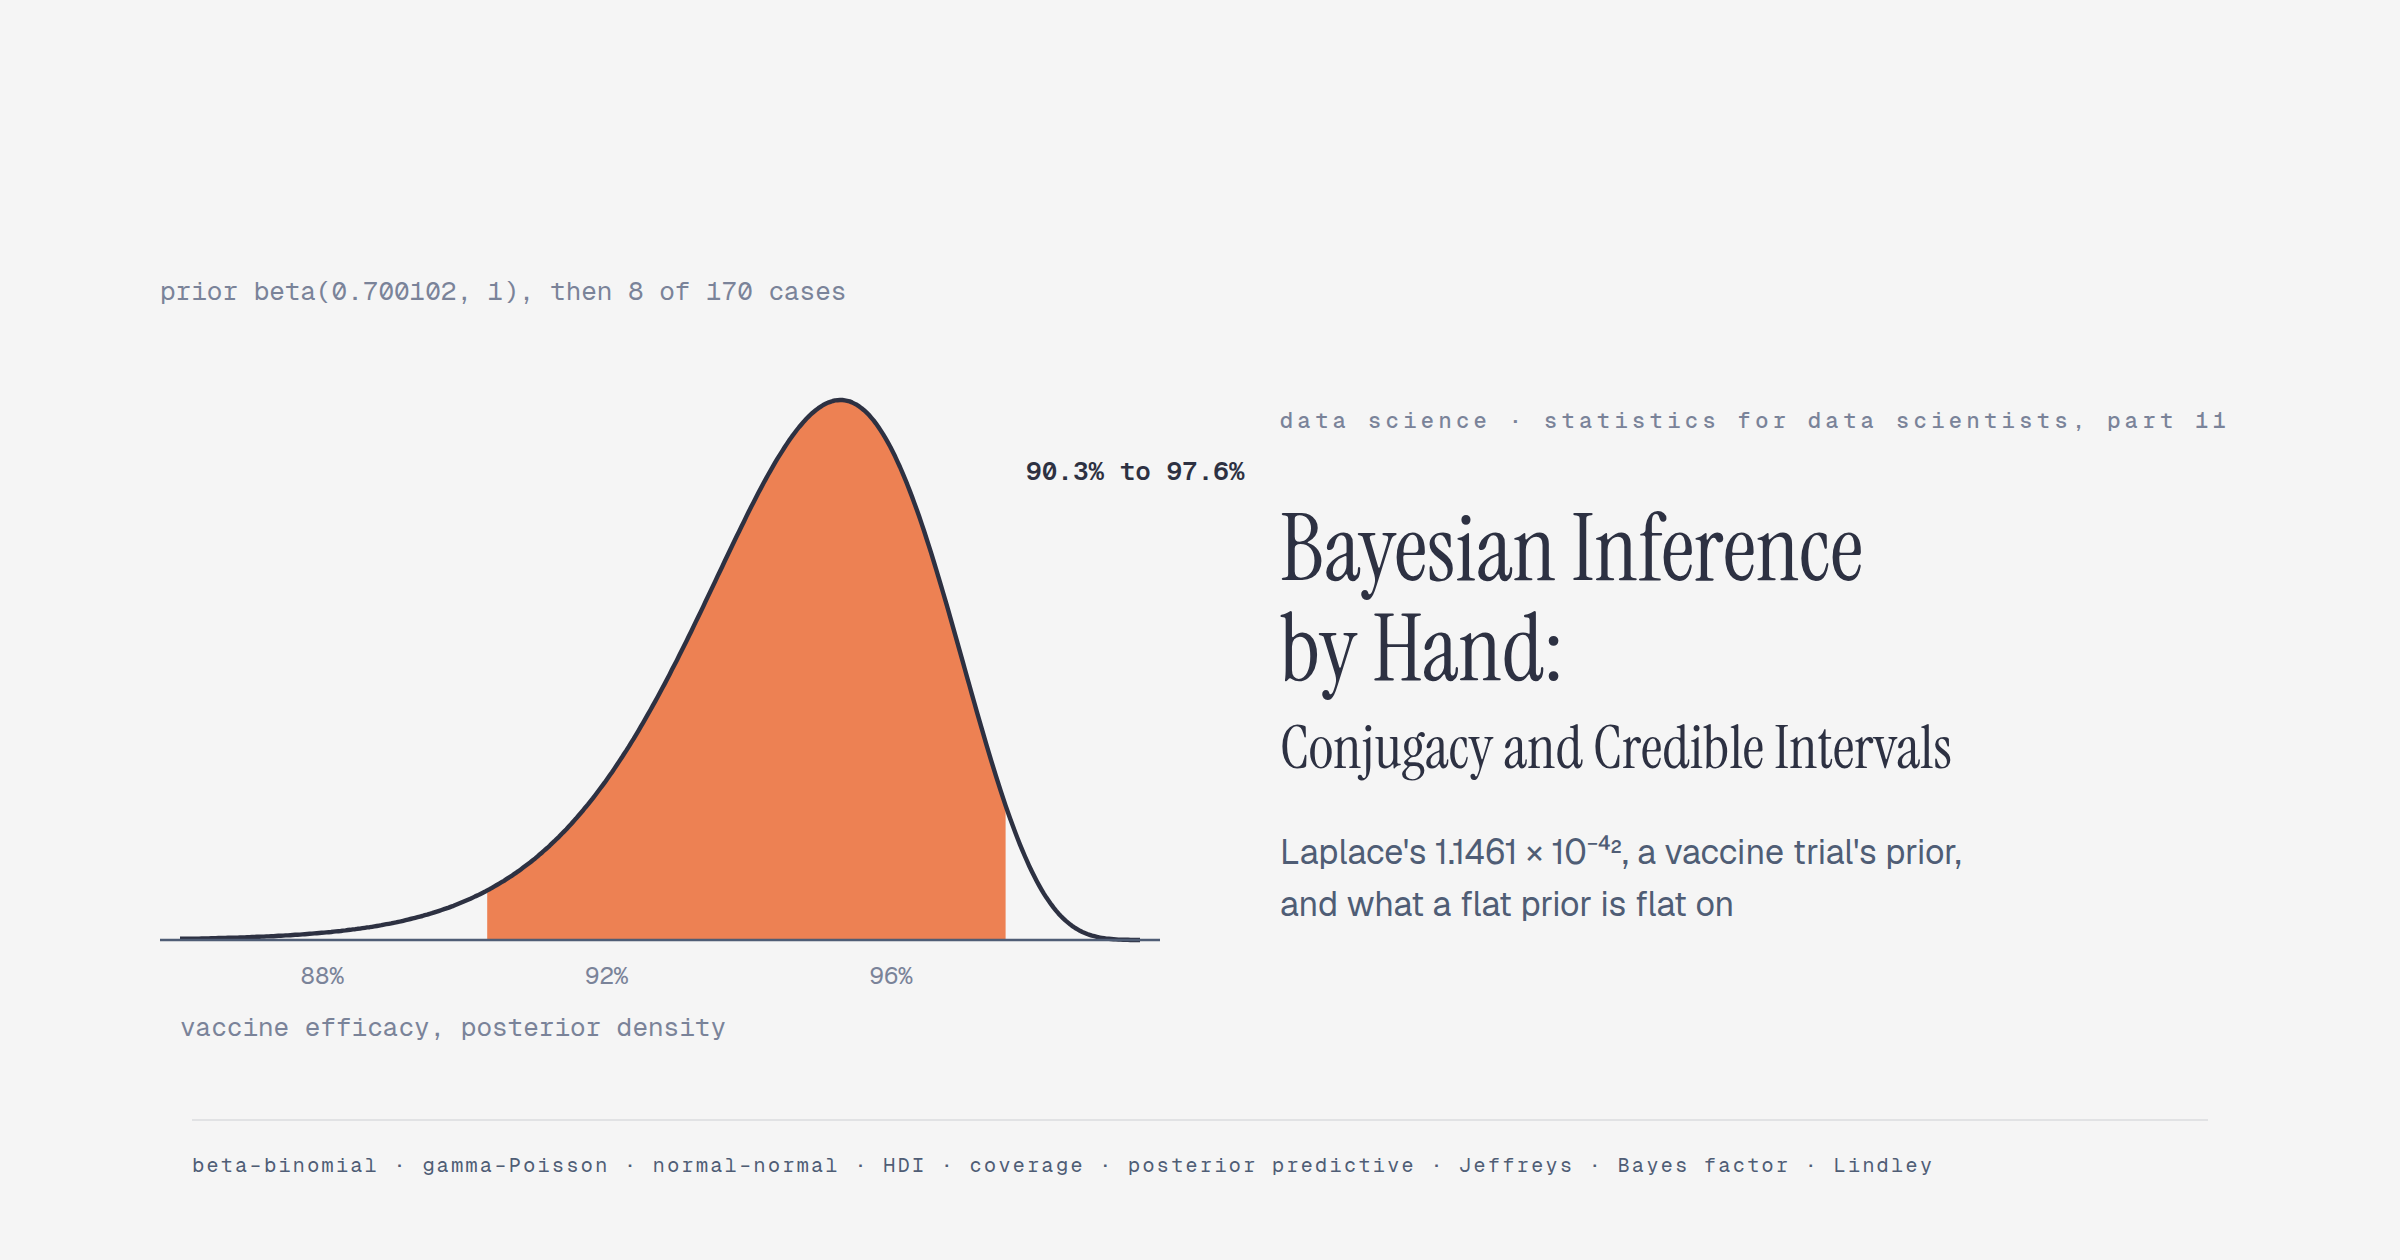 prior beta(0.700102, 1), then 8 of 170 cases
90.3% to 97.6%
88% 92% 96%
vaccine efficacy, posterior density
data science · statistics for data scientists, part 11
Bayesian Inference
by Hand:
Conjugacy and Credible Intervals
Laplace's 1.1461 × 10⁻⁴², a vaccine trial's prior,
and what a flat prior is flat on
beta-binomial · gamma-Poisson · normal-normal · HDI · coverage · posterior predictive · Jeffreys · Bayes factor · Lindley